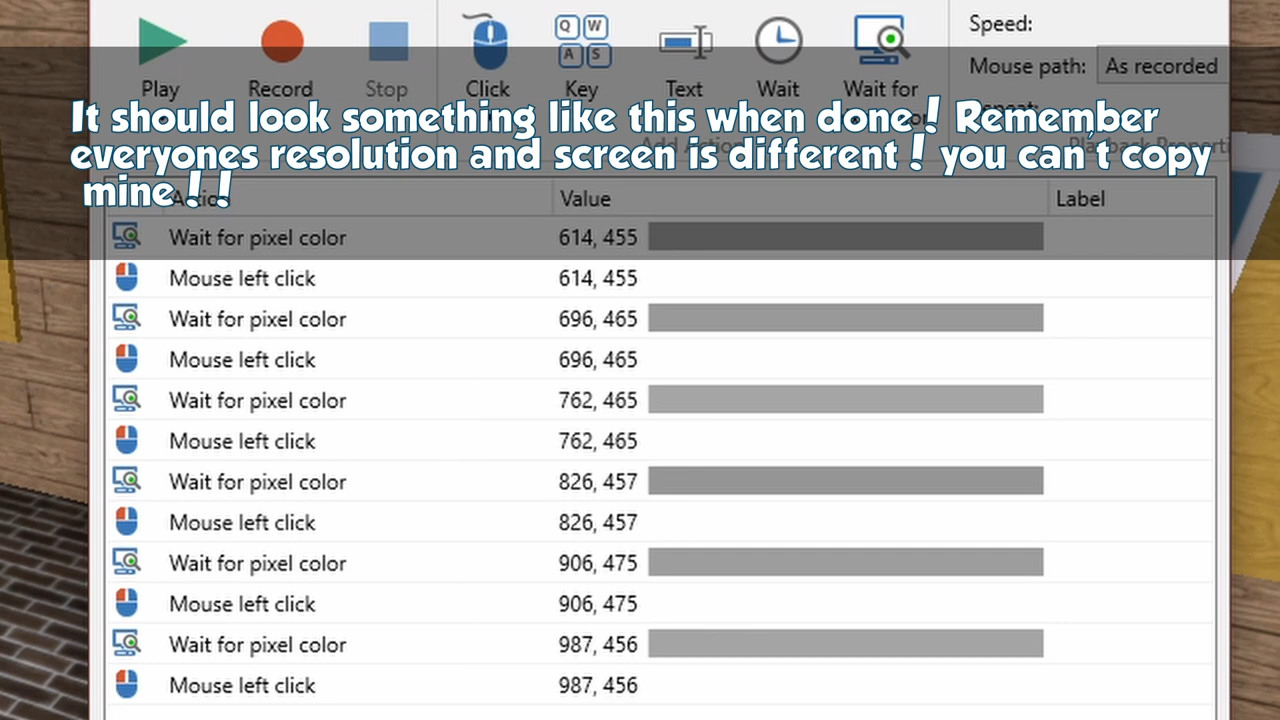 Speed:
Mouse path: As recorded
Play Record Stop Click Key Text Wait Wait for
Q W
A S
It should look something like this when done! Remember
everyones resolution and screen is different! you can't copy
mine!!
Action Value Label
Wait for pixel color 614, 455
Mouse left click 614, 455
Wait for pixel color 696, 465
Mouse left click 696, 465
Wait for pixel color 762, 465
Mouse left click 762, 465
Wait for pixel color 826, 457
Mouse left click 826, 457
Wait for pixel color 906, 475
Mouse left click 906, 475
Wait for pixel color 987, 456
Mouse left click 987, 456